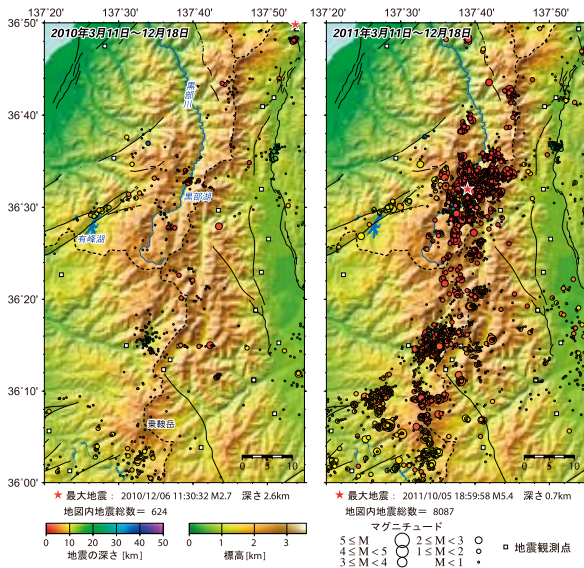 137˚20' 137˚30' 137˚40' 137˚50'
137˚20' 137˚30' 137˚40' 137˚50'
36˚50'
36˚40'
36˚30'
36˚20'
36˚10'
36˚00'
2010年3月11日〜12月18日
黒部川
黒部湖
有峰湖
乗鞍岳
0 5 10
2011年3月11日〜12月18日
0 5 10
★ 最大地震： 2010/12/06 11:30:32 M2.7 深さ2.6km
地図内地震総数＝ 624
★ 最大地震： 2011/10/05 18:59:58 M5.4 深さ0.7km
地図内地震総数＝ 8087
0 10 20 30 40 50
地震の深さ [km]
0 1 2 3
標高 [km]
マグニチュード
5 ≤ M
4 ≤ M < 5
3 ≤ M < 4
2 ≤ M < 3
1 ≤ M < 2
M < 1
地震観測点